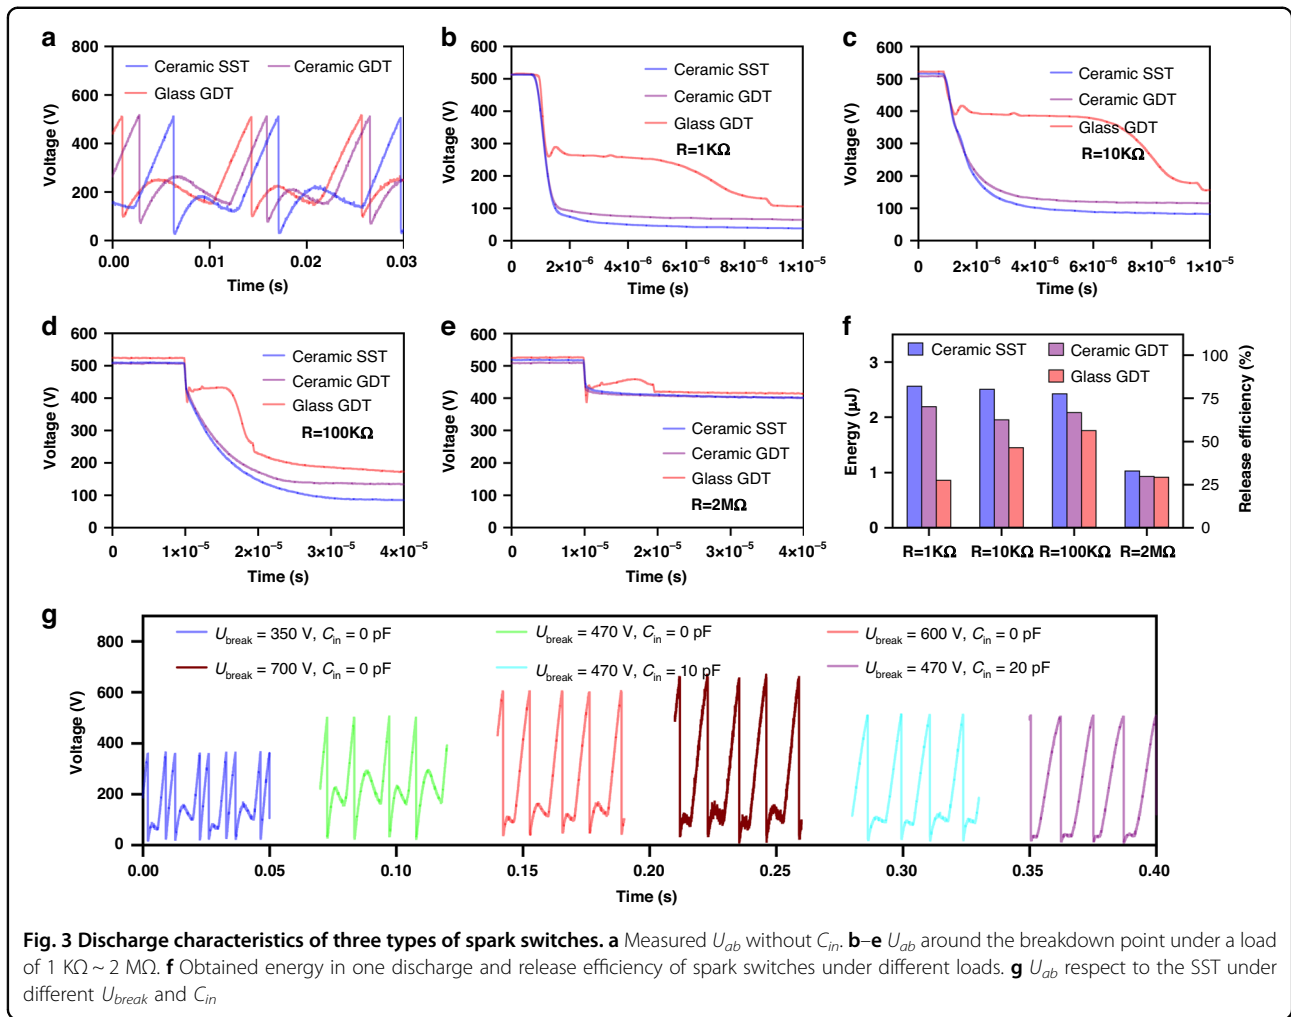 a
800
600
400
200
0
Voltage (V)
Ceramic SST
Ceramic GDT
Glass GDT
0.00
0.01
0.02
0.03
Time (s)
b
600
500
400
300
200
100
0
Voltage (V)
Ceramic SST
Ceramic GDT
Glass GDT
R=1KΩ
0
2×10⁻⁶
4×10⁻⁶
6×10⁻⁶
8×10⁻⁶
1×10⁻⁵
Time (s)
c
600
500
400
300
200
100
0
Voltage (V)
Ceramic SST
Ceramic GDT
Glass GDT
R=10KΩ
0
2×10⁻⁶
4×10⁻⁶
6×10⁻⁶
8×10⁻⁶
1×10⁻⁵
Time (s)
d
600
500
400
300
200
100
0
Voltage (V)
Ceramic SST
Ceramic GDT
Glass GDT
R=100KΩ
0
1×10⁻⁵
2×10⁻⁵
3×10⁻⁵
4×10⁻⁵
Time (s)
e
600
500
400
300
200
100
0
Voltage (V)
Ceramic SST
Ceramic GDT
Glass GDT
R=2MΩ
0
1×10⁻⁵
2×10⁻⁵
3×10⁻⁵
4×10⁻⁵
Time (s)
f
3
2
1
0
Energy (μJ)
Ceramic SST
Ceramic GDT
Glass GDT
100
75
50
25
0
Release efficiency (%)
R=1KΩ
R=10KΩ
R=100KΩ
R=2MΩ
g
800
600
400
200
0
Voltage (V)
U_break = 350 V, C_in = 0 pF
U_break = 470 V, C_in = 0 pF
U_break = 600 V, C_in = 0 pF
U_break = 700 V, C_in = 0 pF
U_break = 470 V, C_in = 10 pF
U_break = 470 V, C_in = 20 pF
0.00
0.05
0.10
0.15
0.20
0.25
0.30
0.35
0.40
Time (s)
Fig. 3 Discharge characteristics of three types of spark switches. a Measured U_ab without C_in. b–e U_ab around the breakdown point under a load
of 1 KΩ ~ 2 MΩ. f Obtained energy in one discharge and release efficiency of spark switches under different loads. g U_ab respect to the SST under
different U_break and C_in